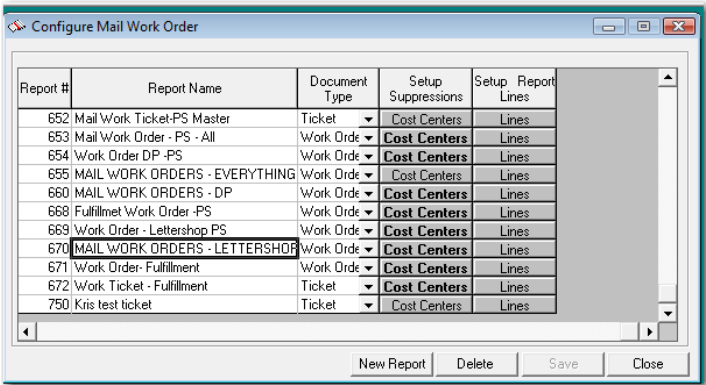 Configure Mail Work Order
Report # Report Name Document Type Setup Suppressions Setup Report Lines
652 Mail Work Ticket-PS Master Ticket Cost Centers Lines
653 Mail Work Order - PS - All Work Orde Cost Centers Lines
654 Work Order DP -PS Work Orde Cost Centers Lines
655 MAIL WORK ORDERS - EVERYTHING Work Orde Cost Centers Lines
660 MAIL WORK ORDERS - DP Work Orde Cost Centers Lines
668 Fulfillmet Work Order -PS Work Orde Cost Centers Lines
669 Work Order - Lettershop PS Work Orde Cost Centers Lines
670 MAIL WORK ORDERS - LETTERSHOP Work Orde Cost Centers Lines
671 Work Order- Fulfillment Work Orde Cost Centers Lines
672 Work Ticket - Fulfillment Ticket Cost Centers Lines
750 Kris test ticket Ticket Cost Centers Lines
New Report Delete Save Close